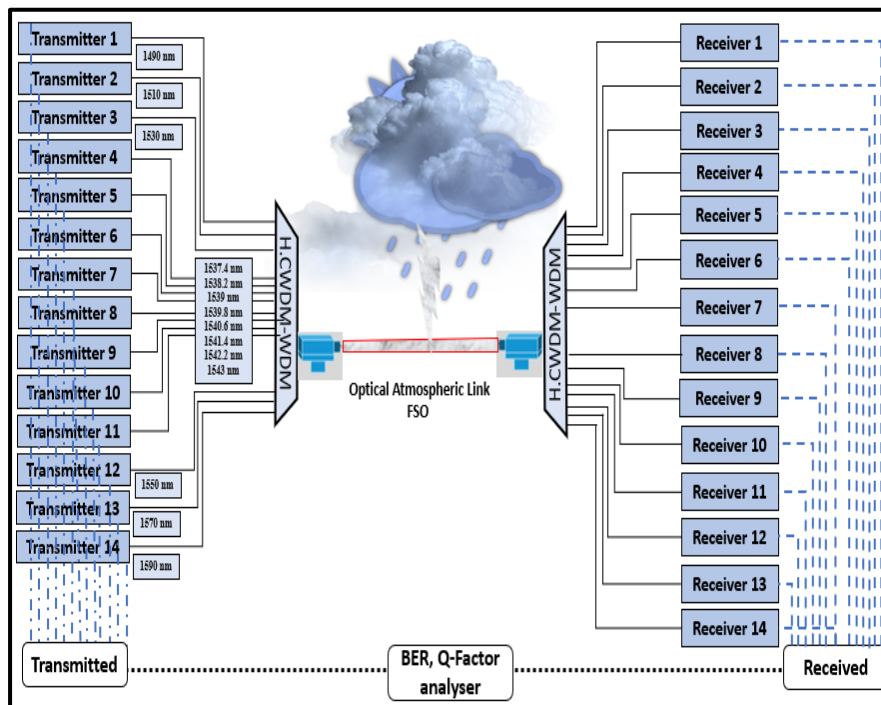 Transmitter 1
1490 nm
Transmitter 2
1510 nm
Transmitter 3
1530 nm
Transmitter 4
Transmitter 5
Transmitter 6
Transmitter 7
Transmitter 8
Transmitter 9
Transmitter 10
Transmitter 11
Transmitter 12
1550 nm
Transmitter 13
1570 nm
Transmitter 14
1590 nm
1537.4 nm
1538.2 nm
1539 nm
1539.8 nm
1540.6 nm
1541.4 nm
1542.2 nm
1543 nm
H.CWDM-WDM
Optical Atmospheric Link
FSO
H.CWDM-WDM
Receiver 1
Receiver 2
Receiver 3
Receiver 4
Receiver 5
Receiver 6
Receiver 7
Receiver 8
Receiver 9
Receiver 10
Receiver 11
Receiver 12
Receiver 13
Receiver 14
Transmitted
BER, Q-Factor
analyser
Received